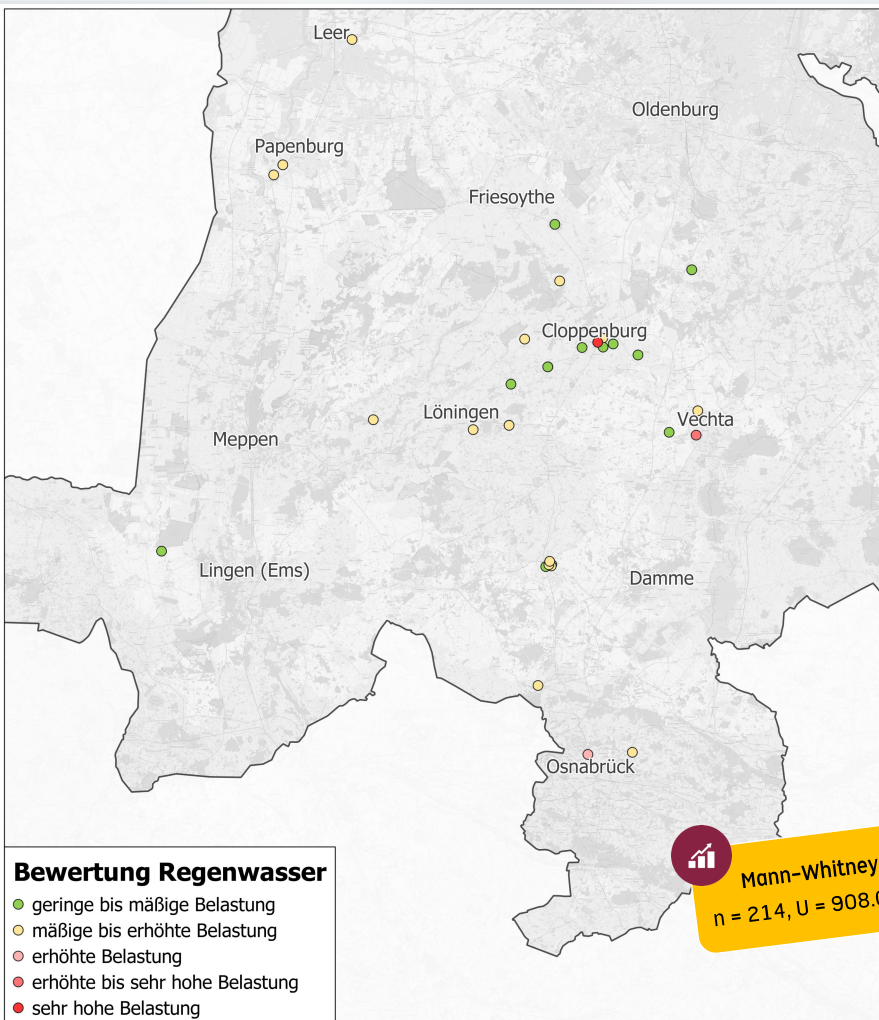 Leer
Oldenburg
Papenburg
Friesoythe
Cloppenburg
Löningen
Vechta
Meppen
Lingen (Ems)
Damme
Osnabrück
Bewertung Regenwasser
geringe bis mäßige Belastung
mäßige bis erhöhte Belastung
erhöhte Belastung
erhöhte bis sehr hohe Belastung
sehr hohe Belastung
Mann-Whitney
n = 214, U = 908.0